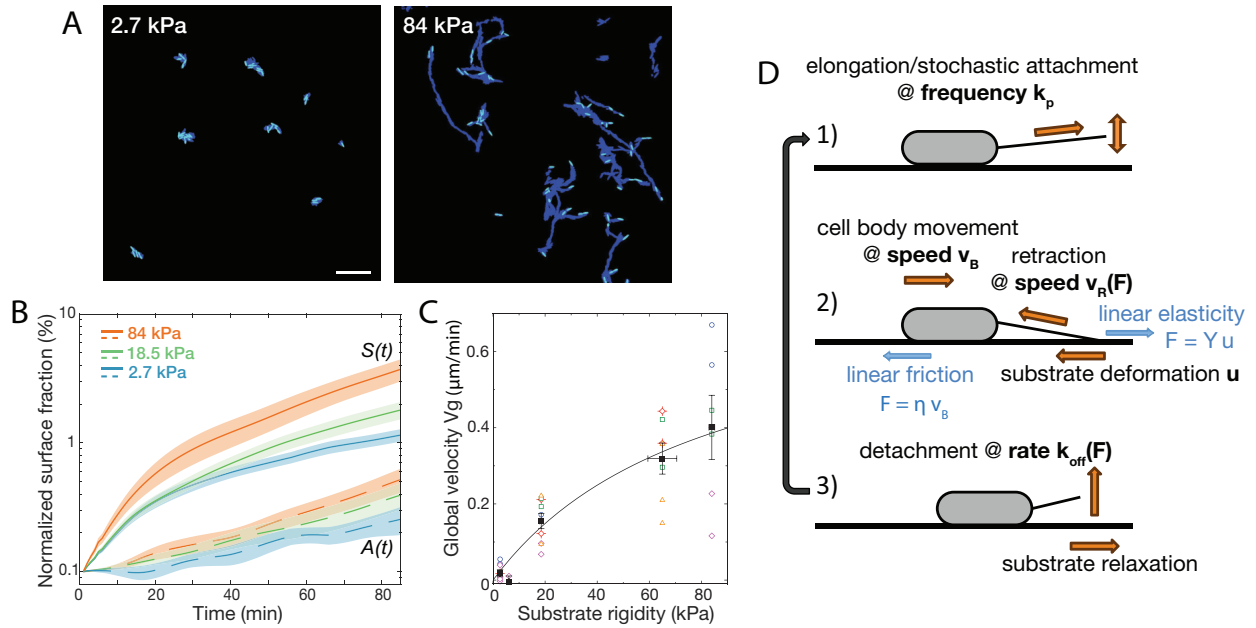 A
2.7 kPa
84 kPa
B
Normalized surface fraction (%)
10
1
0.1
84 kPa
18.5 kPa
2.7 kPa
S(t)
A(t)
0
20
40
60
80
Time (min)
C
Global velocity Vg (µm/min)
0.6
0.4
0.2
0
0
20
40
60
80
Substrate rigidity (kPa)
D
elongation/stochastic attachment
@ frequency kp
1)
cell body movement
@ speed vB
retraction
@ speed vR(F)
2)
linear elasticity
F = Y u
linear friction
F = η vB
substrate deformation u
detachment @ rate koff(F)
3)
substrate relaxation